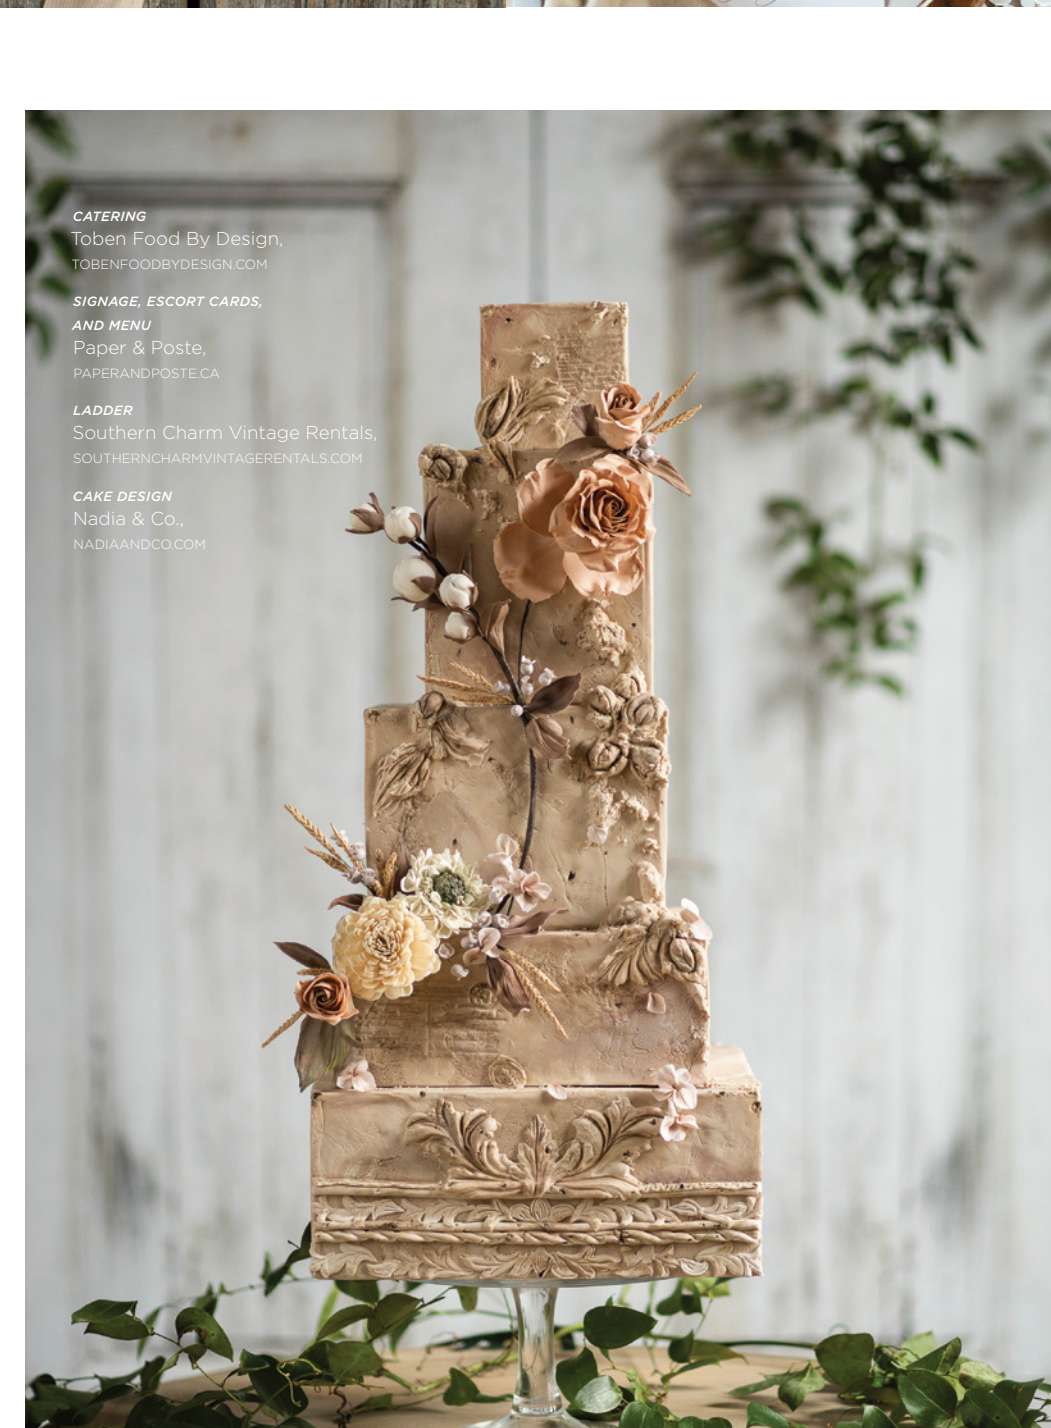 CATERING
Toben Food By Design,
TOBENFOODBYDESIGN.COM
SIGNAGE, ESCORT CARDS,
AND MENU
Paper & Poste,
PAPERANDPOSTE.CA
LADDER
Southern Charm Vintage Rentals,
SOUTHERNCHARMVINTAGERENTALS.COM
CAKE DESIGN
Nadia & Co.,
NADIAANDCO.COM